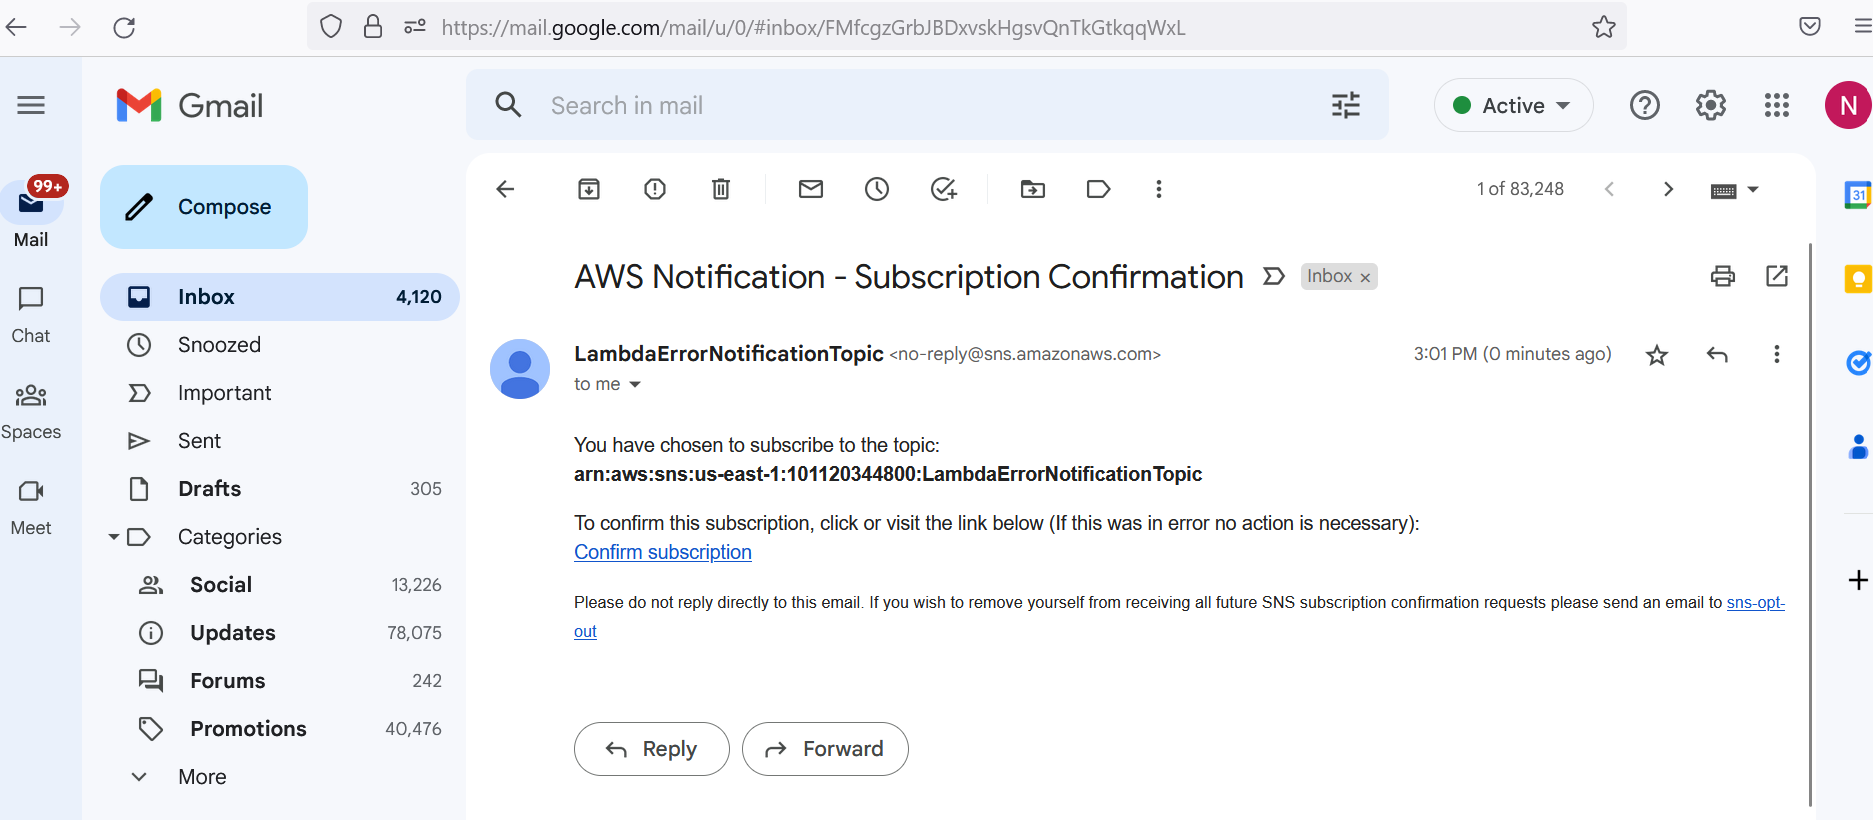 https://mail.google.com/mail/u/0/#inbox/FMfcgzGrbJBDxvskHgsvQnTkGtkqqWxL
Gmail
Search in mail
Active
N
99+
Mail
Chat
Spaces
Meet
Compose
Inbox 4,120
Snoozed
Important
Sent
Drafts 305
Categories
Social 13,226
Updates 78,075
Forums 242
Promotions 40,476
More
1 of 83,248
31
AWS Notification - Subscription Confirmation Inbox ×
LambdaErrorNotificationTopic <no-reply@sns.amazonaws.com> 3:01 PM (0 minutes ago)
to me
You have chosen to subscribe to the topic:
arn:aws:sns:us-east-1:101120344800:LambdaErrorNotificationTopic
To confirm this subscription, click or visit the link below (If this was in error no action is necessary):
Confirm subscription
Please do not reply directly to this email. If you wish to remove yourself from receiving all future SNS subscription confirmation requests please send an email to sns-opt-
out
Reply
Forward